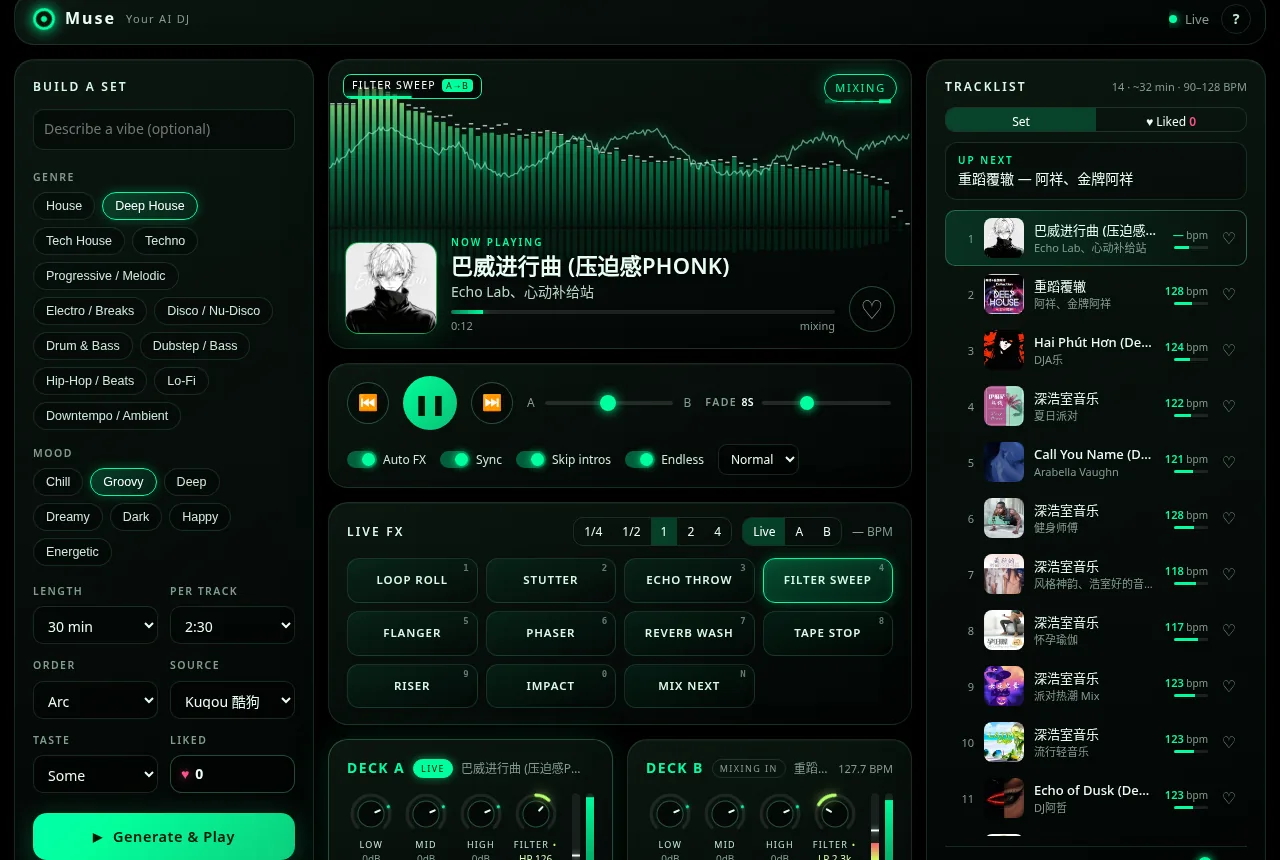 Muse Your AI DJ
Live ?
BUILD A SET
Describe a vibe (optional)
GENRE
House Deep House
Tech House Techno
Progressive / Melodic
Electro / Breaks Disco / Nu-Disco
Drum & Bass Dubstep / Bass
Hip-Hop / Beats Lo-Fi
Downtempo / Ambient
MOOD
Chill Groovy Deep
Dreamy Dark Happy
Energetic
LENGTH PER TRACK
30 min 2:30
ORDER SOURCE
Arc Kugou 酷狗
TASTE LIKED
Some ♥ 0
▶ Generate & Play
FILTER SWEEP A→B
MIXING
NOW PLAYING
巴威进行曲 (压迫感PHONK)
Echo Lab、心动补给站
0:12 mixing
A B FADE 8S
Auto FX Sync Skip intros Endless Normal
LIVE FX 1/4 1/2 1 2 4 Live A B — BPM
LOOP ROLL 1 STUTTER 2 ECHO THROW 3 FILTER SWEEP 4
FLANGER 5 PHASER 6 REVERB WASH 7 TAPE STOP 8
RISER 9 IMPACT 0 MIX NEXT N
DECK A LIVE 巴威进行曲 (压迫感P...
LOW MID HIGH FILTER •
0dB 0dB 0dB HP 126
DECK B MIXING IN 重蹈... 127.7 BPM
LOW MID HIGH FILTER •
0dB 0dB 0dB LP 2.3k
TRACKLIST 14 · ~32 min · 90–128 BPM
Set ♥ Liked 0
UP NEXT
重蹈覆辙 — 阿祥、金牌阿祥
1 巴威进行曲 (压迫感... — bpm
Echo Lab、心动补给站
2 重蹈覆辙 128 bpm
阿祥、金牌阿祥
DEEP HOUSE
3 Hai Phút Hơn (De... 124 bpm
DJA乐
4 深浩室音乐 122 bpm
夏日派对
5 Call You Name (D... 121 bpm
Arabella Vaughn
6 深浩室音乐 128 bpm
健身师傅
7 深浩室音乐 118 bpm
风格神韵、浩室好的音...
8 深浩室音乐 117 bpm
怀孕瑜伽
9 深浩室音乐 123 bpm
派对热潮 Mix
10 深浩室音乐 123 bpm
流行轻音乐
11 Echo of Dusk (De... 123 bpm
DJ阿哲